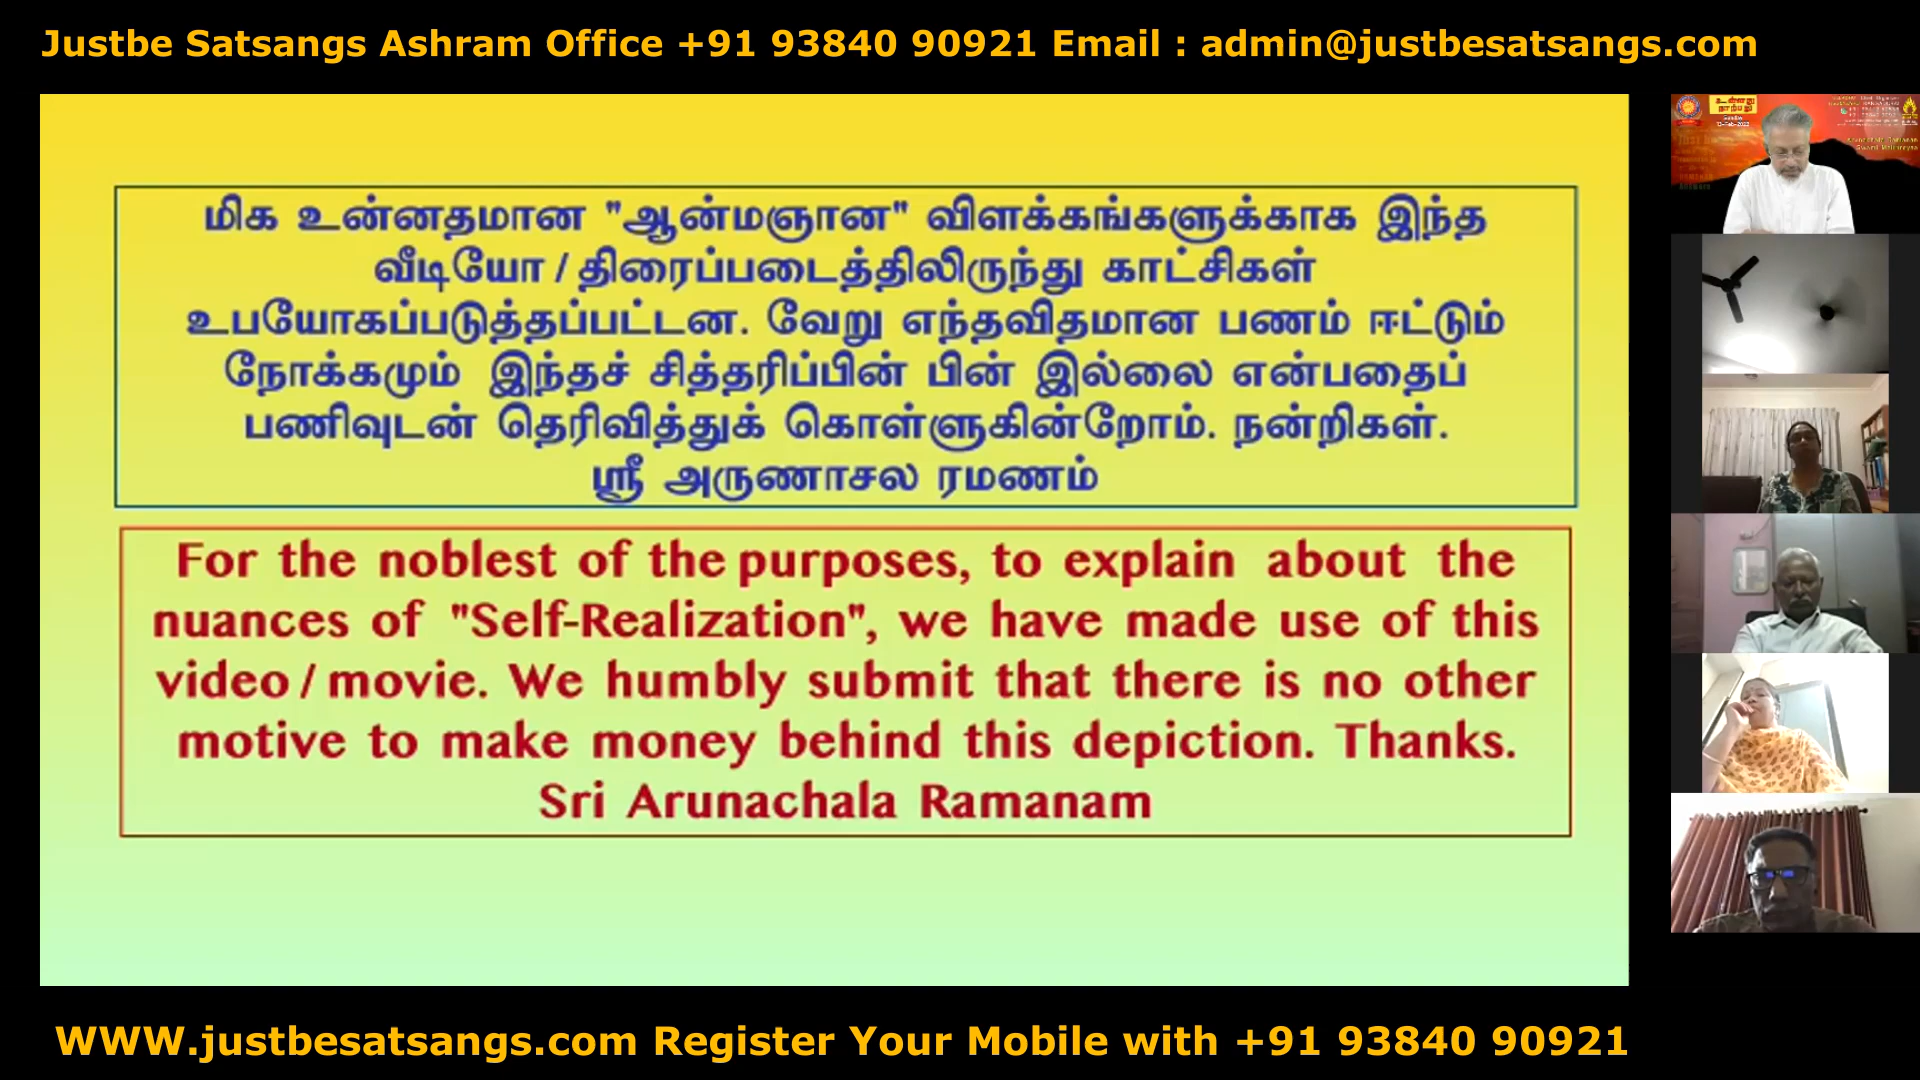 Justbe Satsangs Ashram Office +91 93840 90921 Email : admin@justbesatsangs.com
மிக உன்னதமான "ஆன்மஞான" விளக்கங்களுக்காக இந்த
வீடியோ / திரைப்படைத்திலிருந்து காட்சிகள்
உபயோகப்படுத்தப்பட்டன. வேறு எந்தவிதமான பணம் ஈட்டும்
நோக்கமும் இந்தச் சித்தரிப்பின் பின் இல்லை என்பதைப்
பணிவுடன் தெரிவித்துக் கொள்ளுகின்றோம். நன்றிகள்.
ஸ்ரீ அருணாசல ரமணம்
For the noblest of the purposes, to explain about the
nuances of "Self-Realization", we have made use of this
video / movie. We humbly submit that there is no other
motive to make money behind this depiction. Thanks.
Sri Arunachala Ramanam
WWW.justbesatsangs.com Register Your Mobile with +91 93840 90921